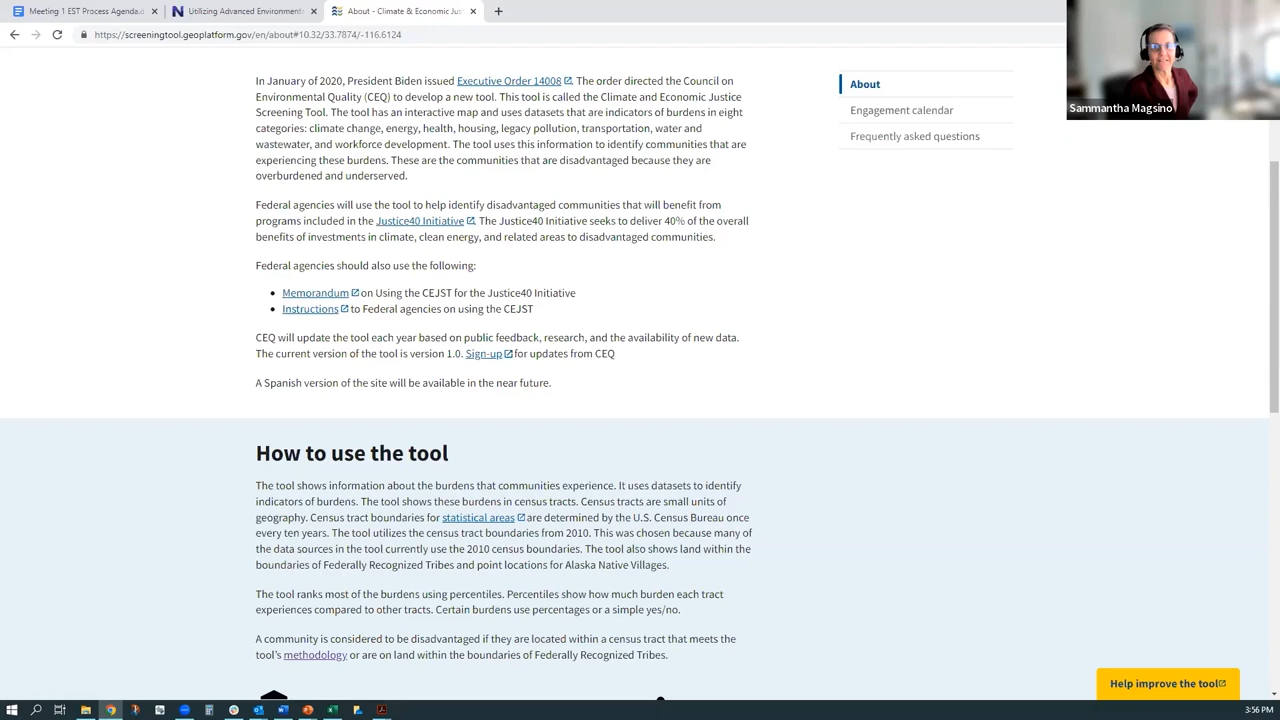 Meeting 1 EST Process Agenda.d
Utilizing Advanced Environmenta
About - Climate & Economic Jus
https://screeningtool.geoplatform.gov/en/about#10.32/33.7874/-116.6124
In January of 2020, President Biden issued Executive Order 14008. The order directed the Council on
Environmental Quality (CEQ) to develop a new tool. This tool is called the Climate and Economic Justice
Screening Tool. The tool has an interactive map and uses datasets that are indicators of burdens in eight
categories: climate change, energy, health, housing, legacy pollution, transportation, water and
wastewater, and workforce development. The tool uses this information to identify communities that are
experiencing these burdens. These are the communities that are disadvantaged because they are
overburdened and underserved.
Federal agencies will use the tool to help identify disadvantaged communities that will benefit from
programs included in the Justice40 Initiative. The Justice40 Initiative seeks to deliver 40% of the overall
benefits of investments in climate, clean energy, and related areas to disadvantaged communities.
Federal agencies should also use the following:
• Memorandum on Using the CEJST for the Justice40 Initiative
• Instructions to Federal agencies on using the CEJST
CEQ will update the tool each year based on public feedback, research, and the availability of new data.
The current version of the tool is version 1.0. Sign-up for updates from CEQ
A Spanish version of the site will be available in the near future.
About
Engagement calendar
Frequently asked questions
Sammantha Magsino
How to use the tool
The tool shows information about the burdens that communities experience. It uses datasets to identify
indicators of burdens. The tool shows these burdens in census tracts. Census tracts are small units of
geography. Census tract boundaries for statistical areas are determined by the U.S. Census Bureau once
every ten years. The tool utilizes the census tract boundaries from 2010. This was chosen because many of
the data sources in the tool currently use the 2010 census boundaries. The tool also shows land within the
boundaries of Federally Recognized Tribes and point locations for Alaska Native Villages.
The tool ranks most of the burdens using percentiles. Percentiles show how much burden each tract
experiences compared to other tracts. Certain burdens use percentages or a simple yes/no.
A community is considered to be disadvantaged if they are located within a census tract that meets the
tool's methodology or are on land within the boundaries of Federally Recognized Tribes.
Help improve the tool
3:56 PM